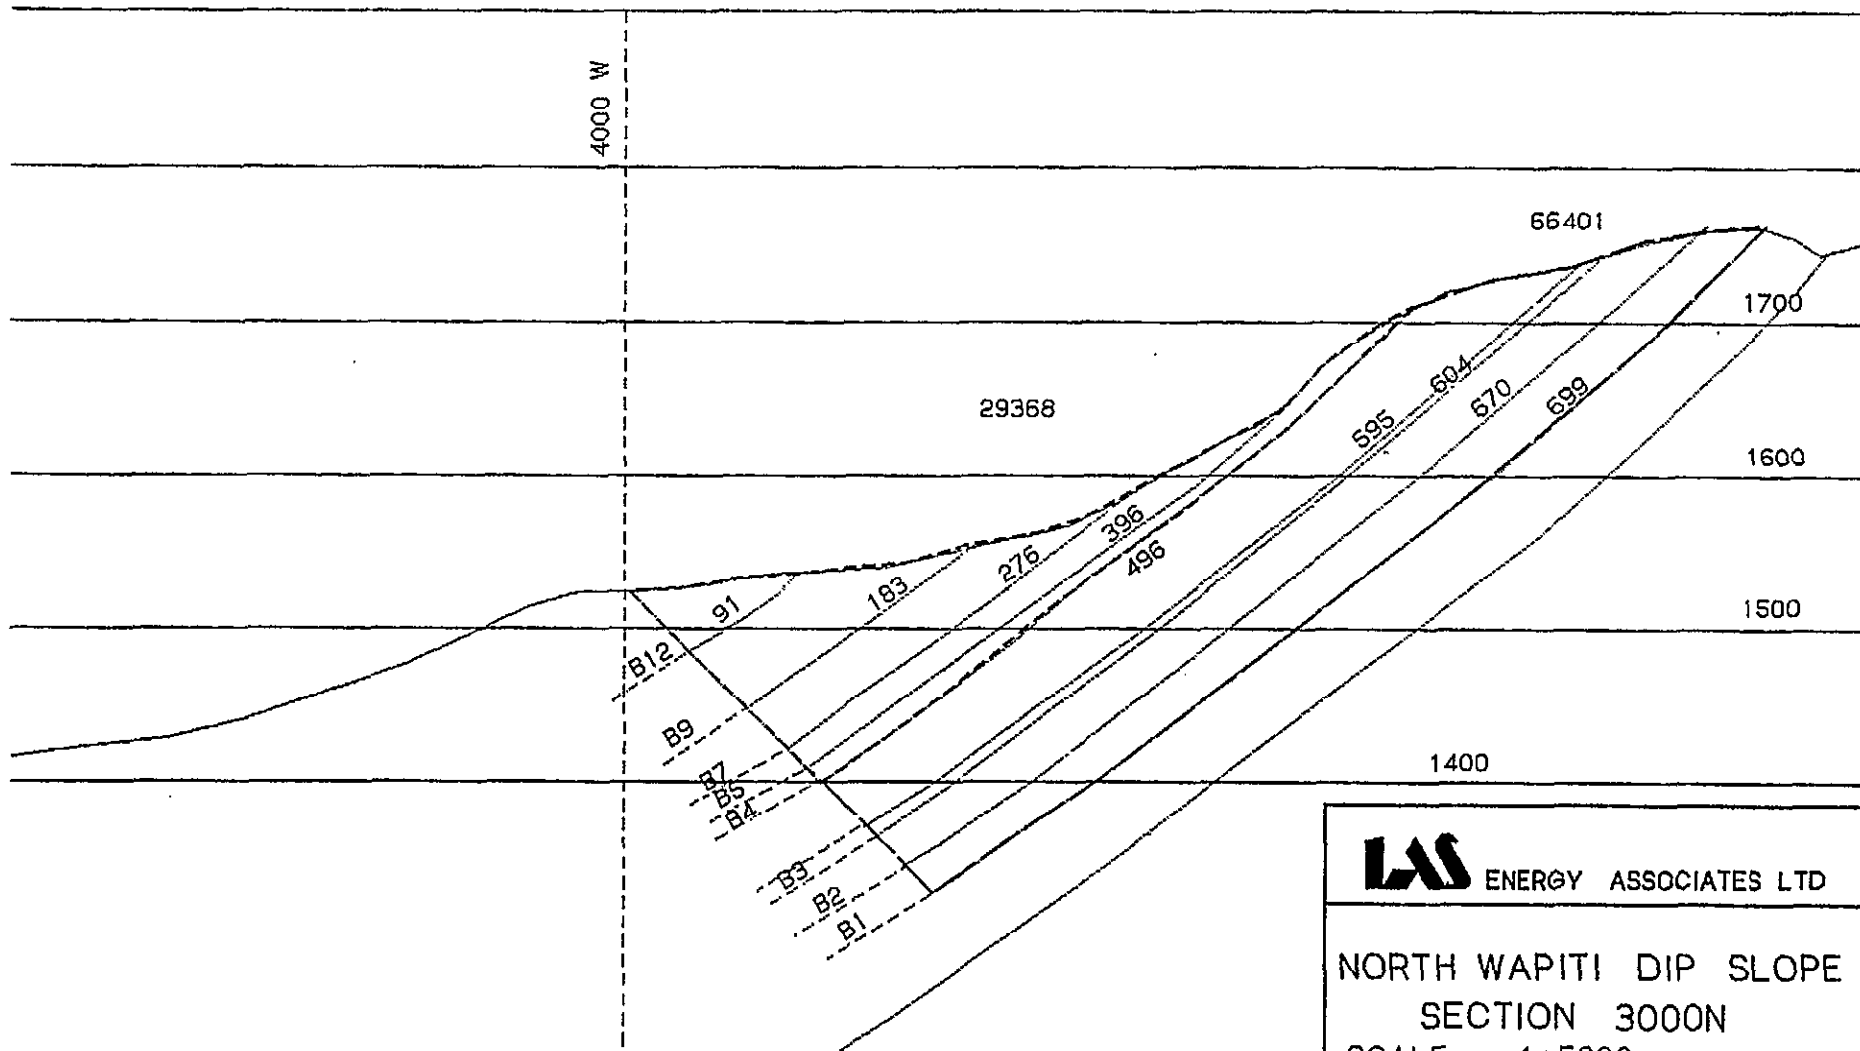 4000 W
66401
1700
29368
604
670
699
595
1600
396
276
496
183
91
1500
B12
B9
B7
B5
B4
1400
B3
B2
B1
LAS ENERGY ASSOCIATES LTD
NORTH WAPITI DIP SLOPE
SECTION 3000N